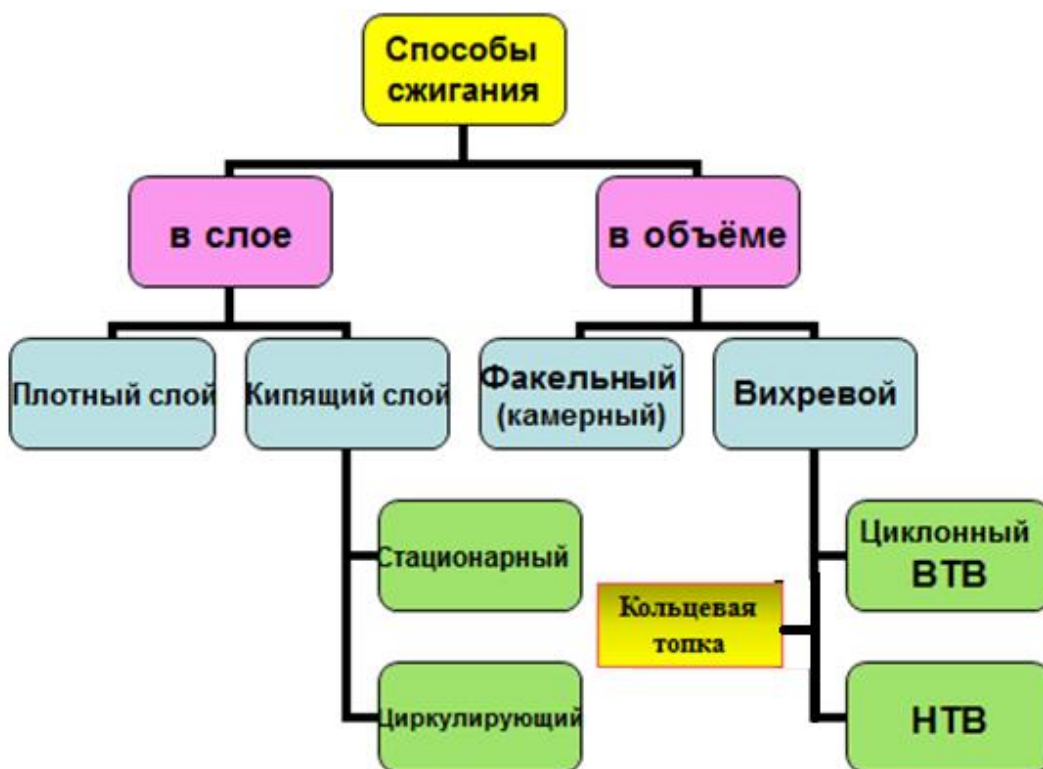 Способы
сжигания
в слое
в объёме
Плотный слой
Кипящий слой
Факельный
(камерный)
Вихревой
Стационарный
Циклонный
ВТВ
Кольцевая
топка
Циркулирующий
НТВ